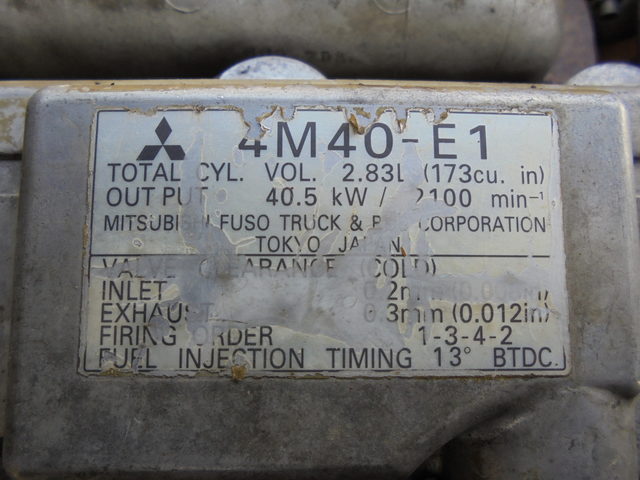 4M40-E1
TOTAL CYL. VOL. 2.83L (173cu. in)
OUTPUT 40.5 kW / 2100 min-¹
MITSUBISHI FUSO TRUCK & CORPORATION
TOKYO JAPAN
VALVE CLEARANCE (COLD)
INLET 0.2mm
EXHAUST 0.3mm (0.012in)
FIRING ORDER 1-3-4-2
FUEL INJECTION TIMING 13° BTDC